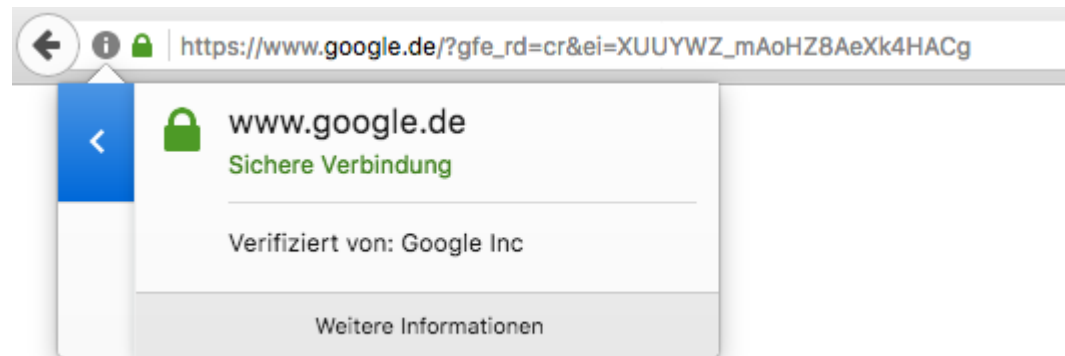 https://www.google.de/?gfe_rd=cr&ei=XUUYWZ_mAoHZ8AeXk4HACg
www.google.de
Sichere Verbindung
Verifiziert von: Google Inc
Weitere Informationen